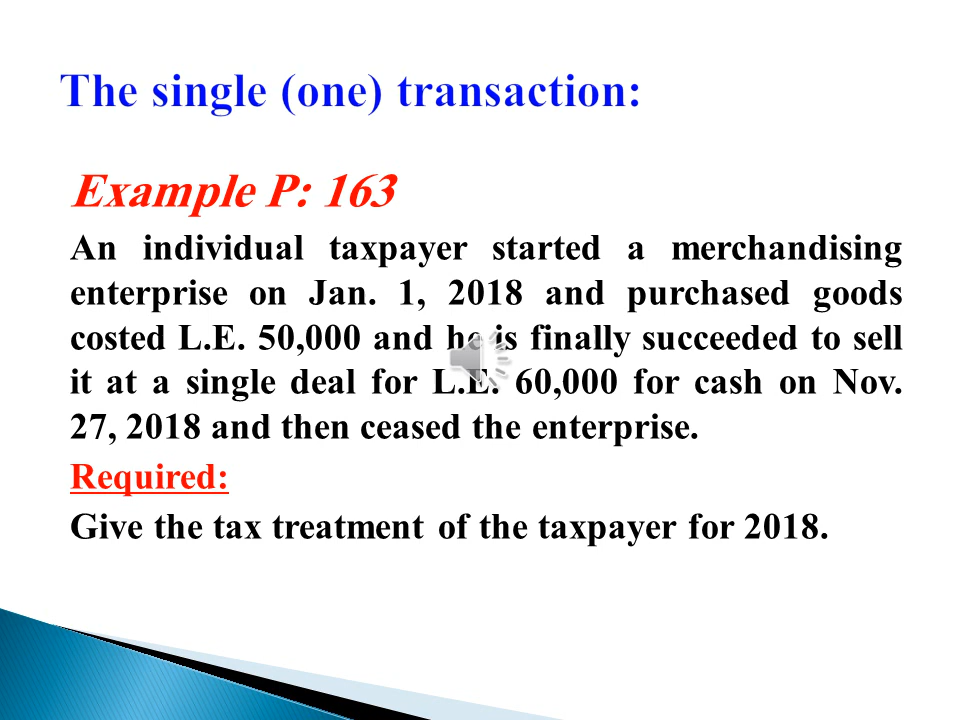 The single (one) transaction:
Example P: 163
An individual taxpayer started a merchandising
enterprise on Jan. 1, 2018 and purchased goods
costed L.E. 50,000 and he is finally succeeded to sell
it at a single deal for L.E. 60,000 for cash on Nov.
27, 2018 and then ceased the enterprise.
Required:
Give the tax treatment of the taxpayer for 2018.